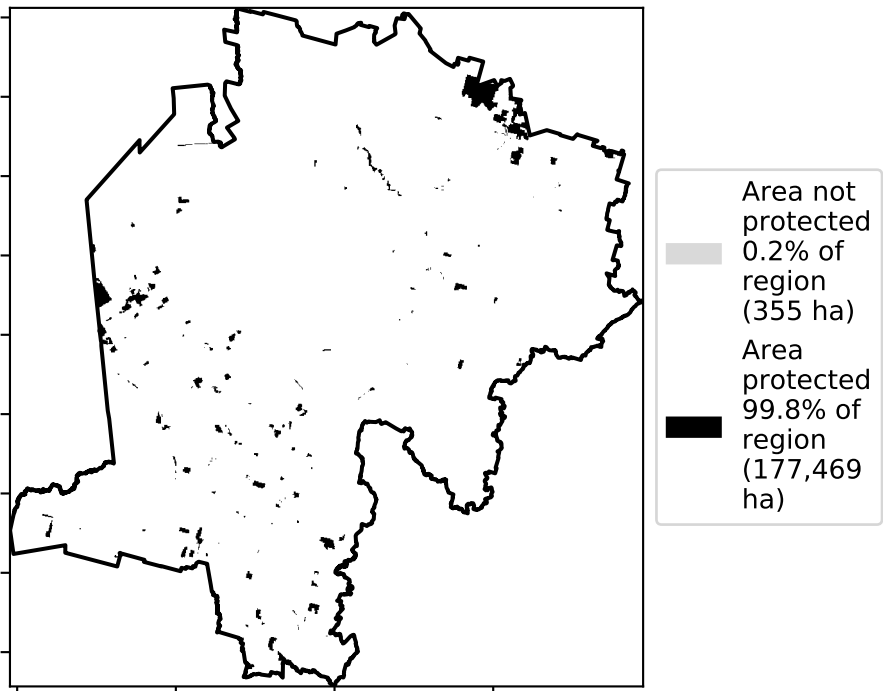 Area not
protected
0.2% of
region
(355 ha)
Area
protected
99.8% of
region
(177,469
ha)